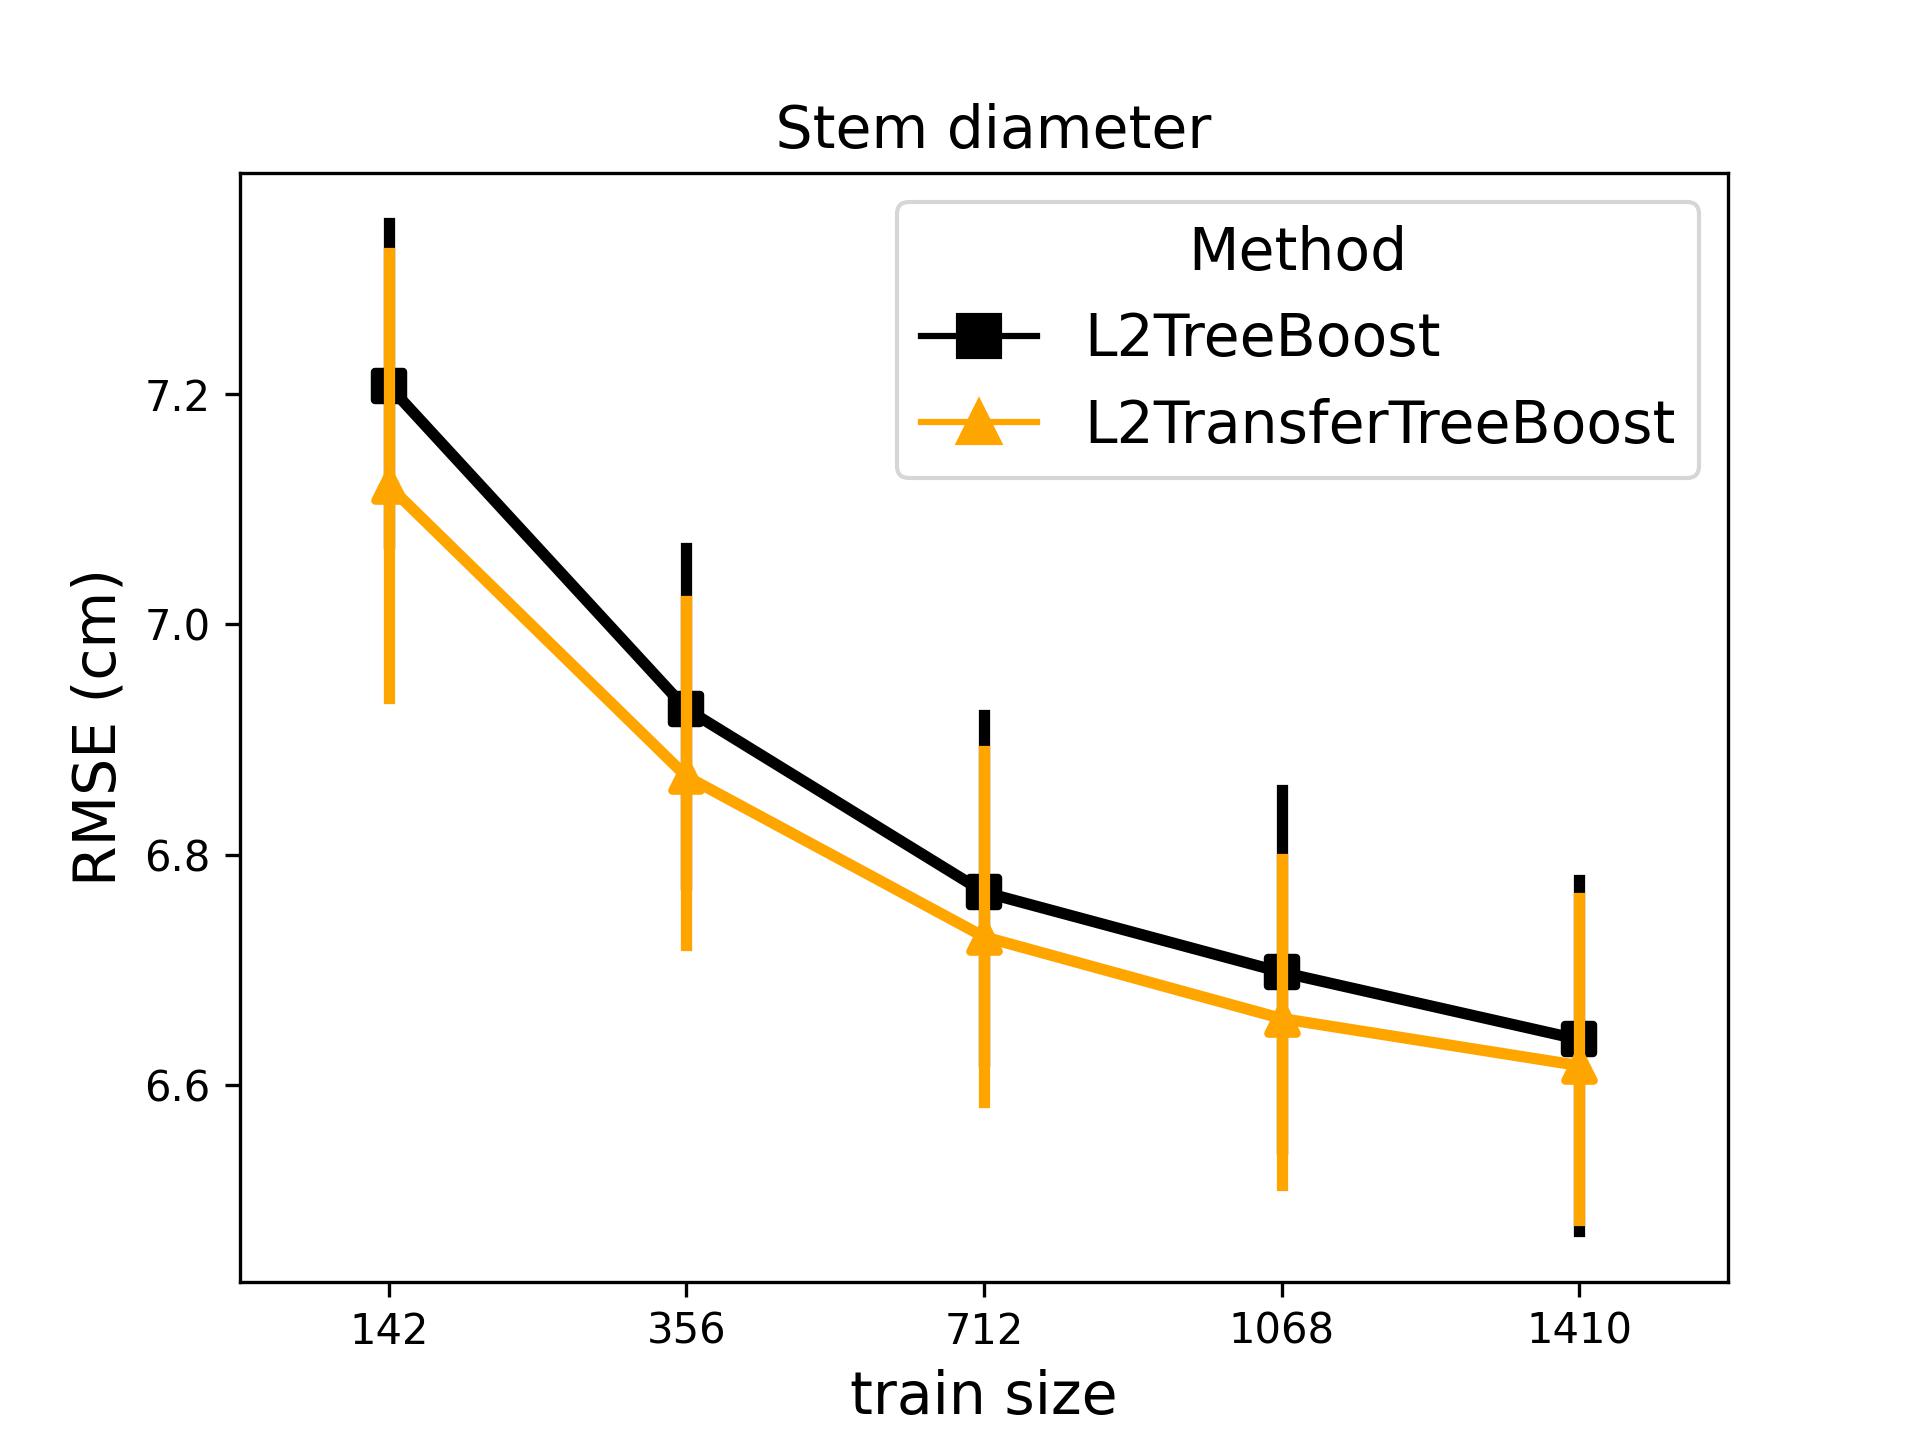 Stem diameter
Method
L2TreeBoost
L2TransferTreeBoost
RMSE (cm)
7.2
7.0
6.8
6.6
142 356 712 1068 1410
train size